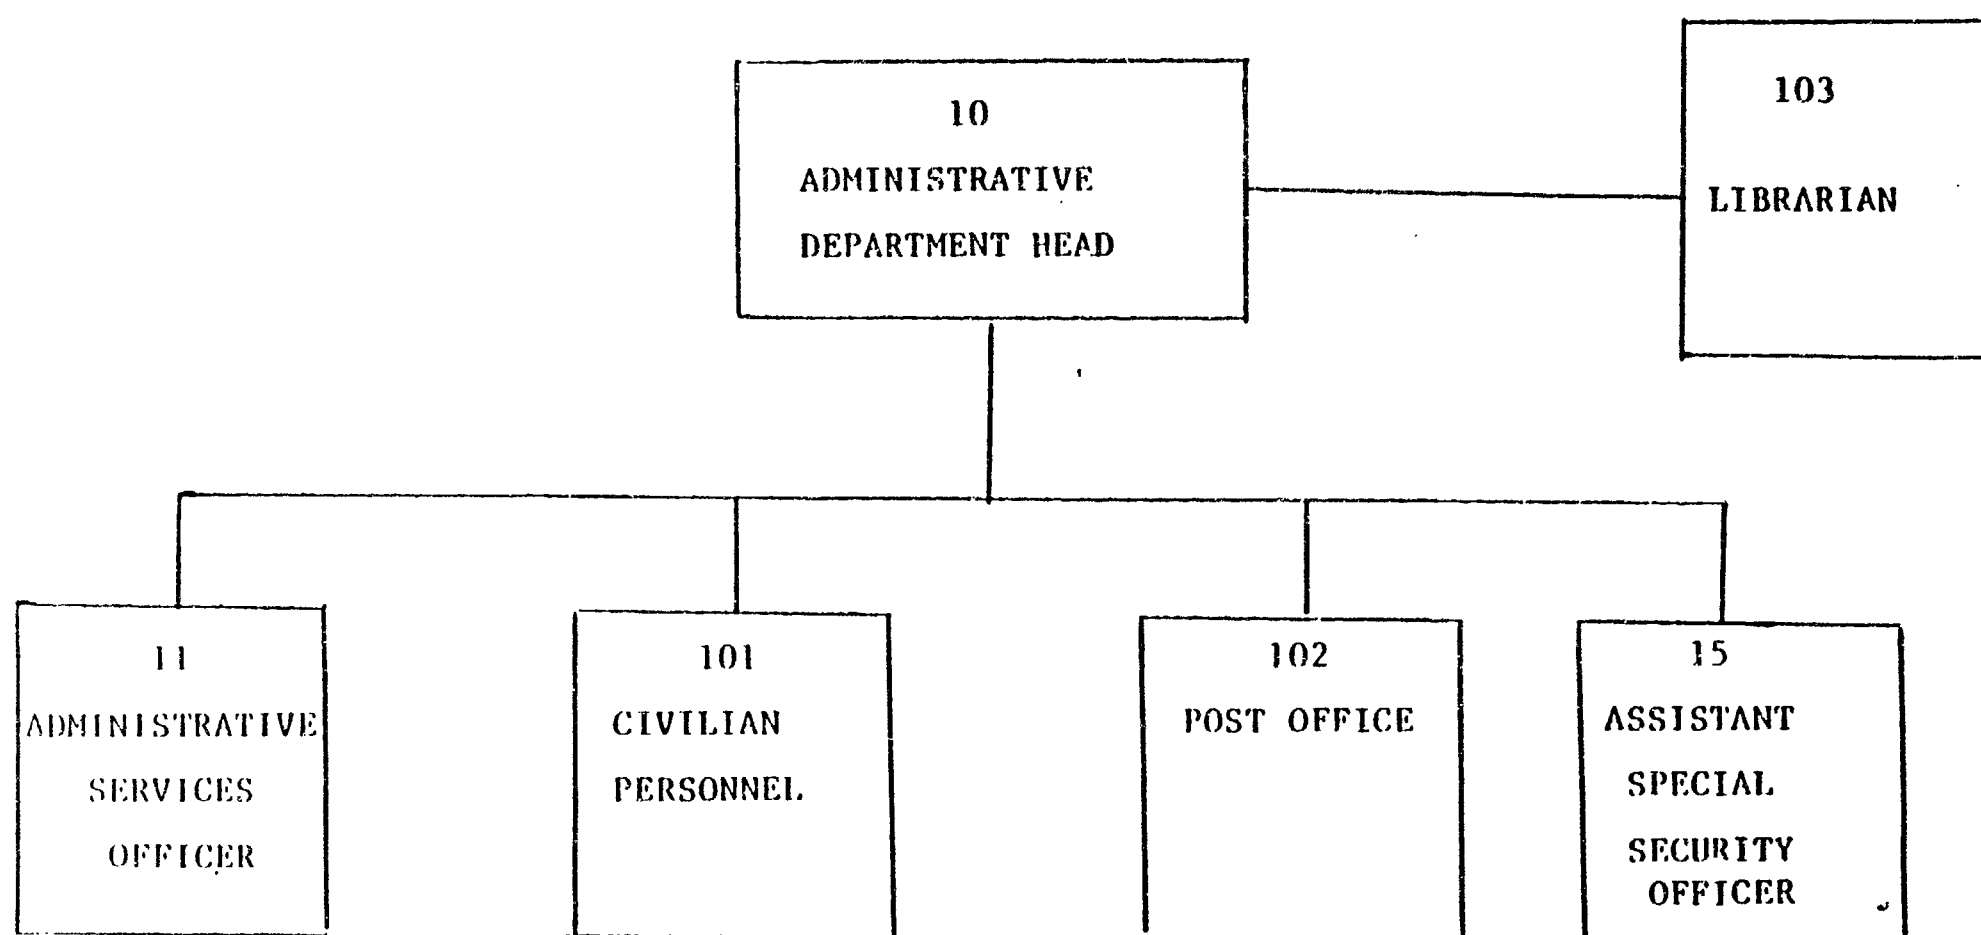 10
ADMINISTRATIVE
DEPARTMENT HEAD
103
LIBRARIAN
11
ADMINISTRATIVE
SERVICES
OFFICER
101
CIVILIAN
PERSONNEL
102
POST OFFICE
15
ASSISTANT
SPECIAL
SECURITY
OFFICER